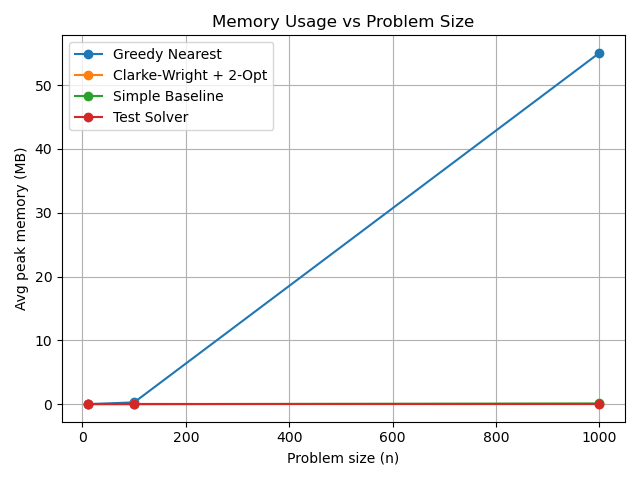 Memory Usage vs Problem Size
Greedy Nearest
Clarke-Wright + 2-Opt
Simple Baseline
Test Solver
Avg peak memory (MB)
50
40
30
20
10
0
0 200 400 600 800 1000
Problem size (n)